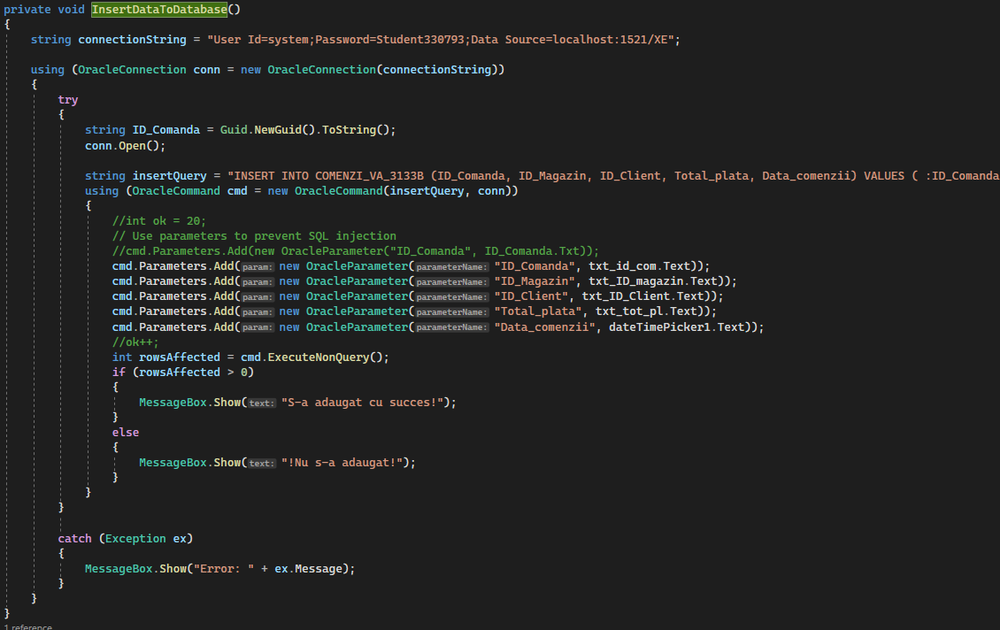 private void InsertDataToDatabase()
{
string connectionString = "User Id=system;Password=Student330793;Data Source=localhost:1521/XE";
using (OracleConnection conn = new OracleConnection(connectionString))
{
try
{
string ID_Comanda = Guid.NewGuid().ToString();
conn.Open();
string insertQuery = "INSERT INTO COMENZI_VA_3133B (ID_Comanda, ID_Magazin, ID_Client, Total_plata, Data_comenzii) VALUES ( :ID_Comanda
using (OracleCommand cmd = new OracleCommand(insertQuery, conn))
{
//int ok = 20;
// Use parameters to prevent SQL injection
//cmd.Parameters.Add(new OracleParameter("ID_Comanda", ID_Comanda.Txt));
cmd.Parameters.Add(param: new OracleParameter(parameterName: "ID_Comanda", txt_id_com.Text));
cmd.Parameters.Add(param: new OracleParameter(parameterName: "ID_Magazin", txt_ID_magazin.Text));
cmd.Parameters.Add(param: new OracleParameter(parameterName: "ID_Client", txt_ID_Client.Text));
cmd.Parameters.Add(param: new OracleParameter(parameterName: "Total_plata", txt_tot_pl.Text));
cmd.Parameters.Add(param: new OracleParameter(parameterName: "Data_comenzii", dateTimePicker1.Text));
//ok++;
int rowsAffected = cmd.ExecuteNonQuery();
if (rowsAffected > 0)
{
MessageBox.Show(text: "S-a adaugat cu succes!");
}
else
{
MessageBox.Show(text: "!Nu s-a adaugat!");
}
}
}
catch (Exception ex)
{
MessageBox.Show("Error: " + ex.Message);
}
}
}
1 reference